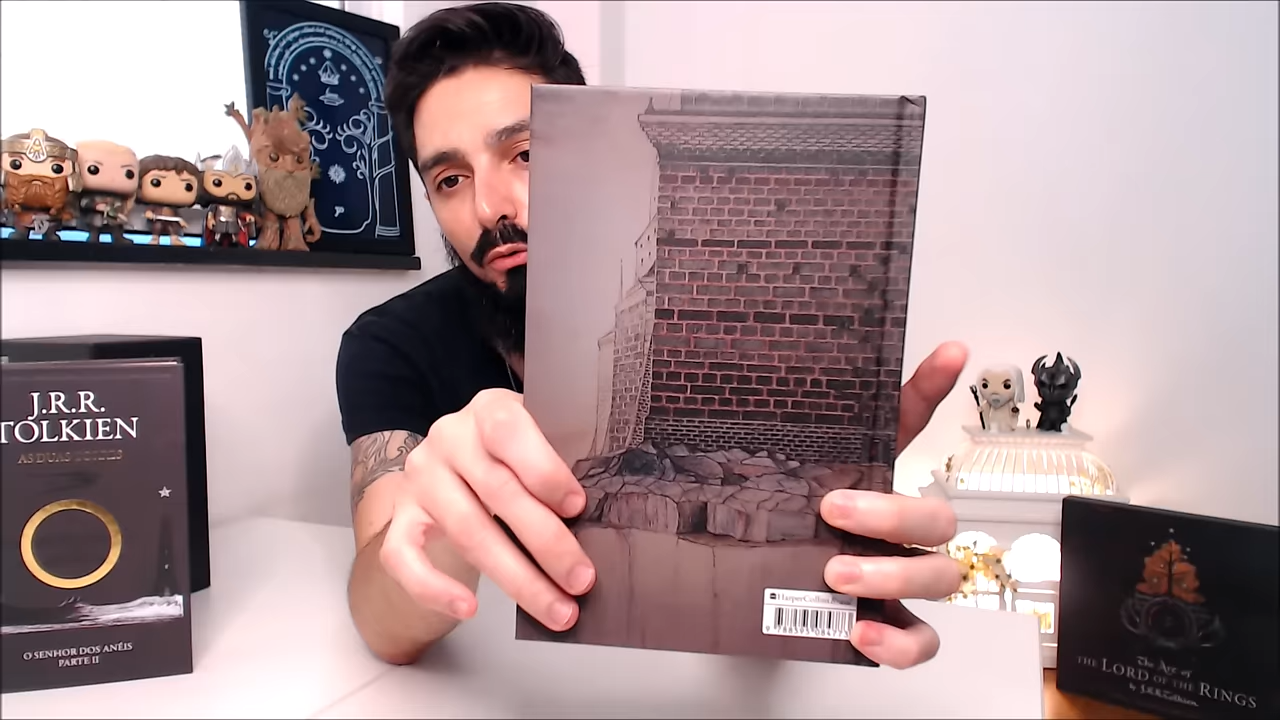 J.R.R.
TOLKIEN
AS DUAS TORRES
O SENHOR DOS ANÉIS
PARTE II
HarperCollins
The Art of
THE LORD OF THE RINGS
by J.R.R. Tolkien